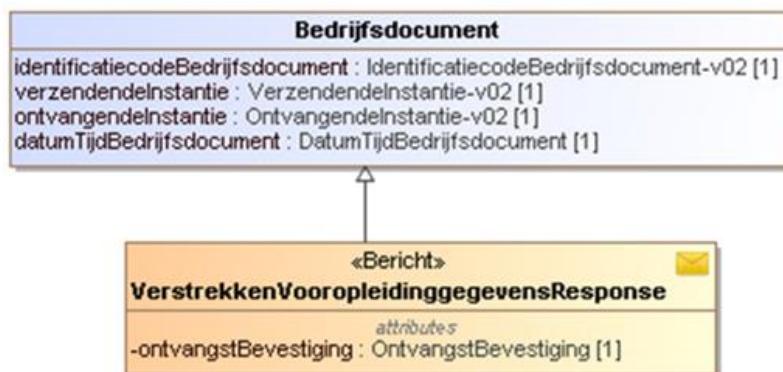 Bedrijfsdocument
identificatiecodeBedrijfsdocument : IdentificatiecodeBedrijfsdocument-v02 [1]
verzendendeInstantie : VerzendendeInstantie-v02 [1]
ontvangendeInstantie : OntvangendeInstantie-v02 [1]
datumTijdBedrijfsdocument : DatumTijdBedrijfsdocument [1]
«Bericht»
VerstrekkenVooropleidinggegevensResponse
attributes
-ontvangstBevestiging : OntvangstBevestiging [1]